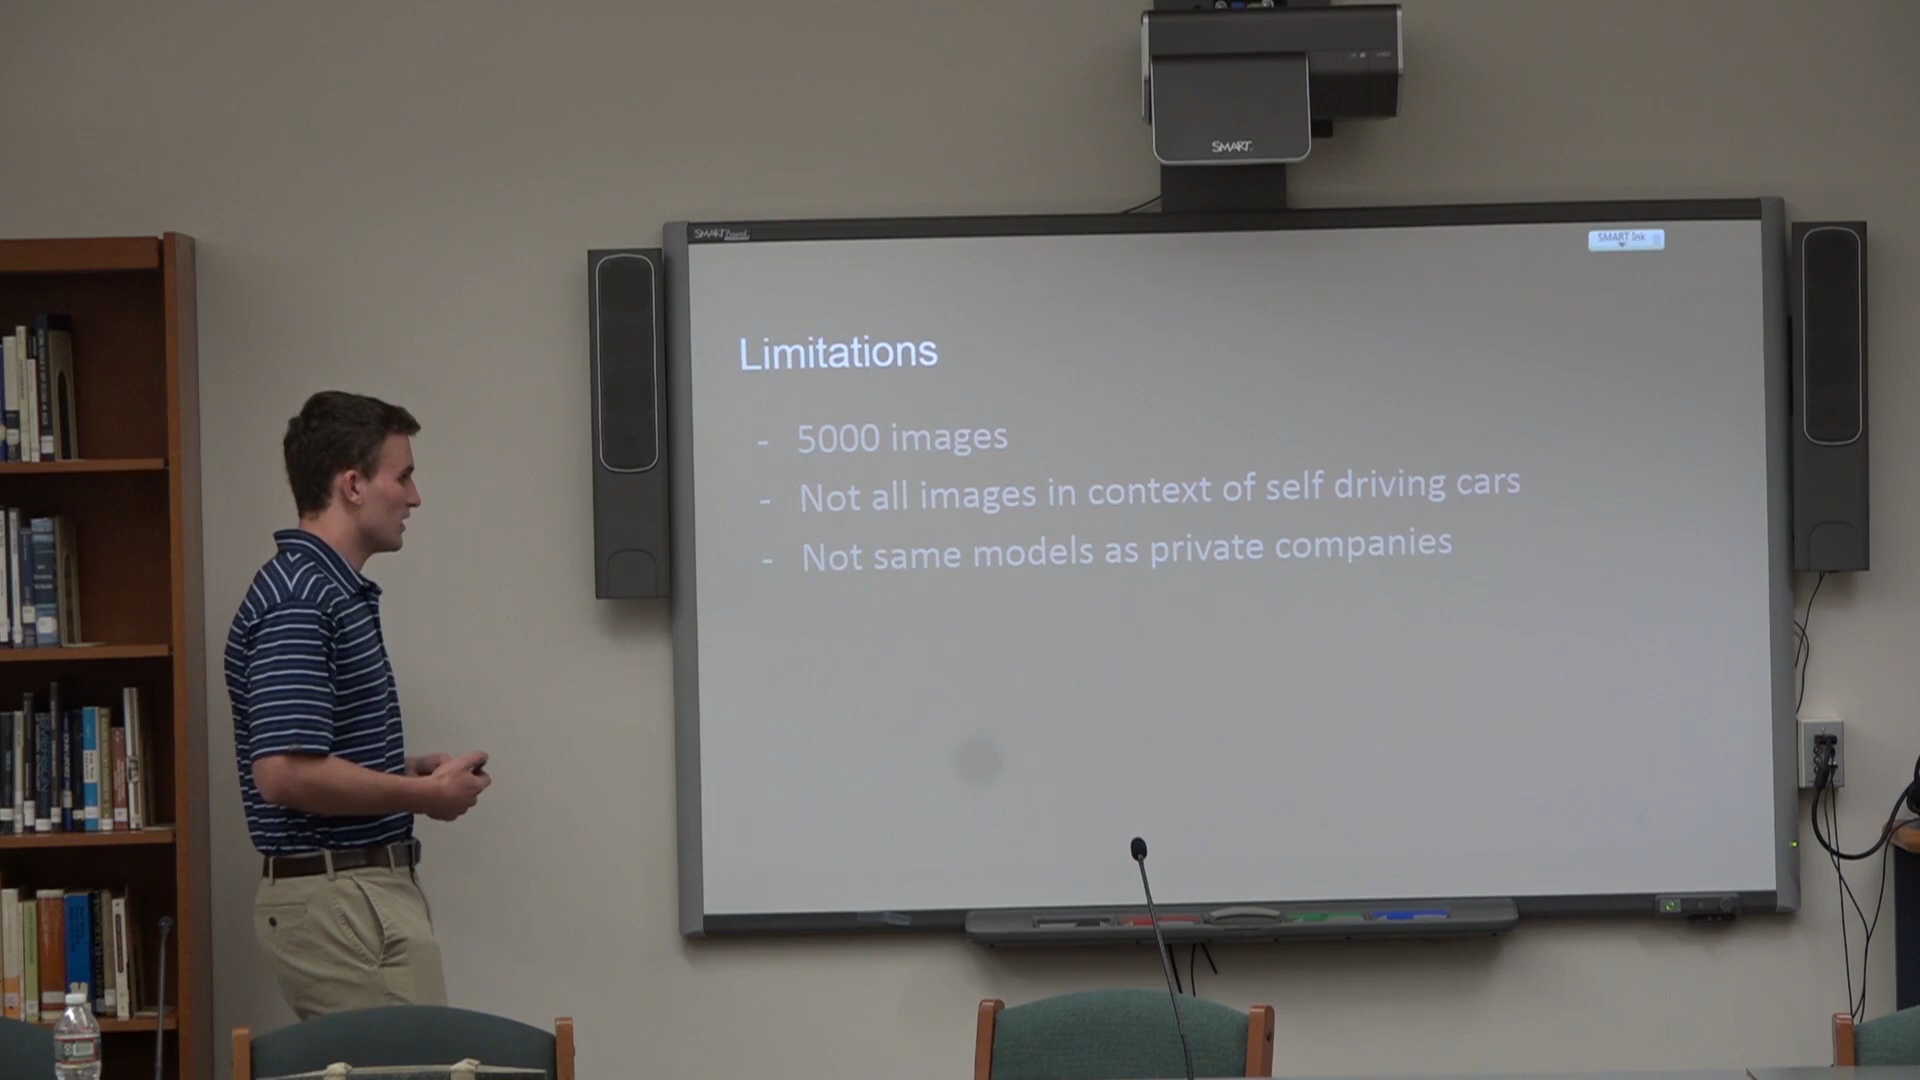 SMART
SMART Board
SMART Ink
Limitations
- 5000 images
- Not all images in context of self driving cars
- Not same models as private companies